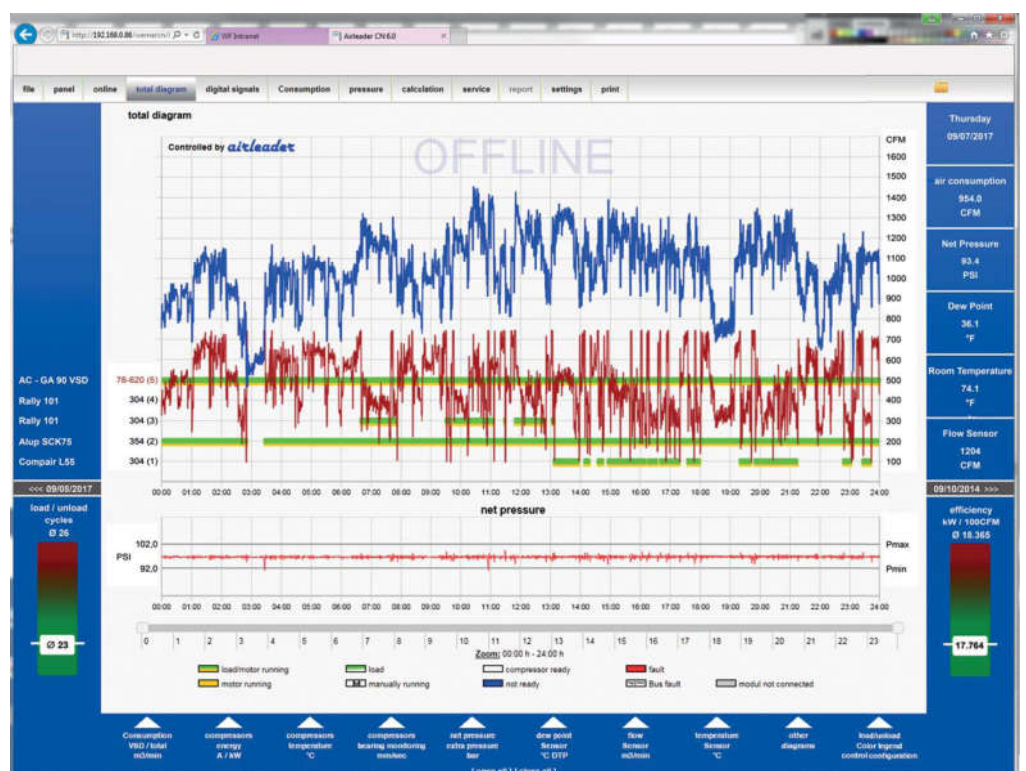 http://192.168.0.86/
WF Intranet
Airleader CN 6.0
file panel online total diagram digital signals Consumption pressure calculation service report settings print
total diagram
Controlled by airleader
OFFLINE
CFM
1600
1500
1400
1300
1200
1100
1000
900
800
700
600
500
400
300
200
100
AC - GA 90 VSD
Rally 101
Rally 101
Alup SCK75
Compair L55
76-620 (5)
304 (4)
304 (3)
354 (2)
304 (1)
00:00 01:00 02:00 03:00 04:00 05:00 06:00 07:00 08:00 09:00 10:00 11:00 12:00 13:00 14:00 15:00 16:00 17:00 18:00 19:00 20:00 21:00 22:00 23:00 24:00
<<< 09/08/2017
load / unload
cycles
Ø 26
Ø 23
Thursday
09/07/2017
air consumption
954.0
CFM
Net Pressure
93.4
PSI
Dew Point
36.1
°F
Room Temperature
74.1
°F
Flow Sensor
1204
CFM
09/10/2014 >>>
efficiency
kW / 100CFM
Ø 18.365
17.764
net pressure
PSI
102,0
92,0
Pmax
Pmin
00:00 01:00 02:00 03:00 04:00 05:00 06:00 07:00 08:00 09:00 10:00 11:00 12:00 13:00 14:00 15:00 16:00 17:00 18:00 19:00 20:00 21:00 22:00 23:00 24:00
0 1 2 3 4 5 6 7 8 9 10 11 12 13 14 15 16 17 18 19 20 21 22 23
Zoom: 00:00 h - 24:00 h
load/motor running load compressor ready fault
motor running M manually running not ready Bus fault modul not connected
Consumption
VSD / total
m3/min
compressors
energy
A / kW
compressors
temperature
°C
compressors
bearing monitoring
mm/sec
net pressure
extra pressure
bar
dew point
Sensor
°C DTP
flow
Sensor
m3/min
temperature
Sensor
°C
other
diagrams
load/unload
Color legend
control configuration